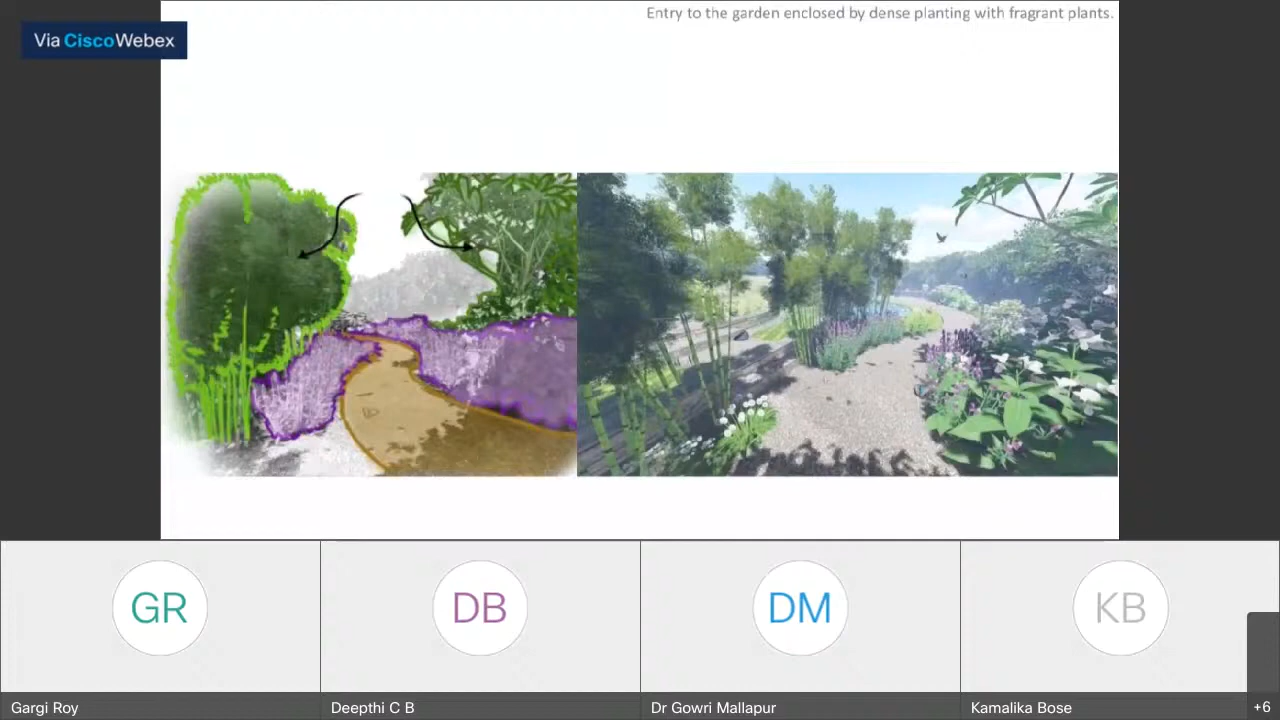 Entry to the garden enclosed by dense planting with fragrant plants.
Via CiscoWebex
GR
DB
DM
KB
Gargi Roy
Deepthi C B
Dr Gowri Mallapur
Kamalika Bose
+6